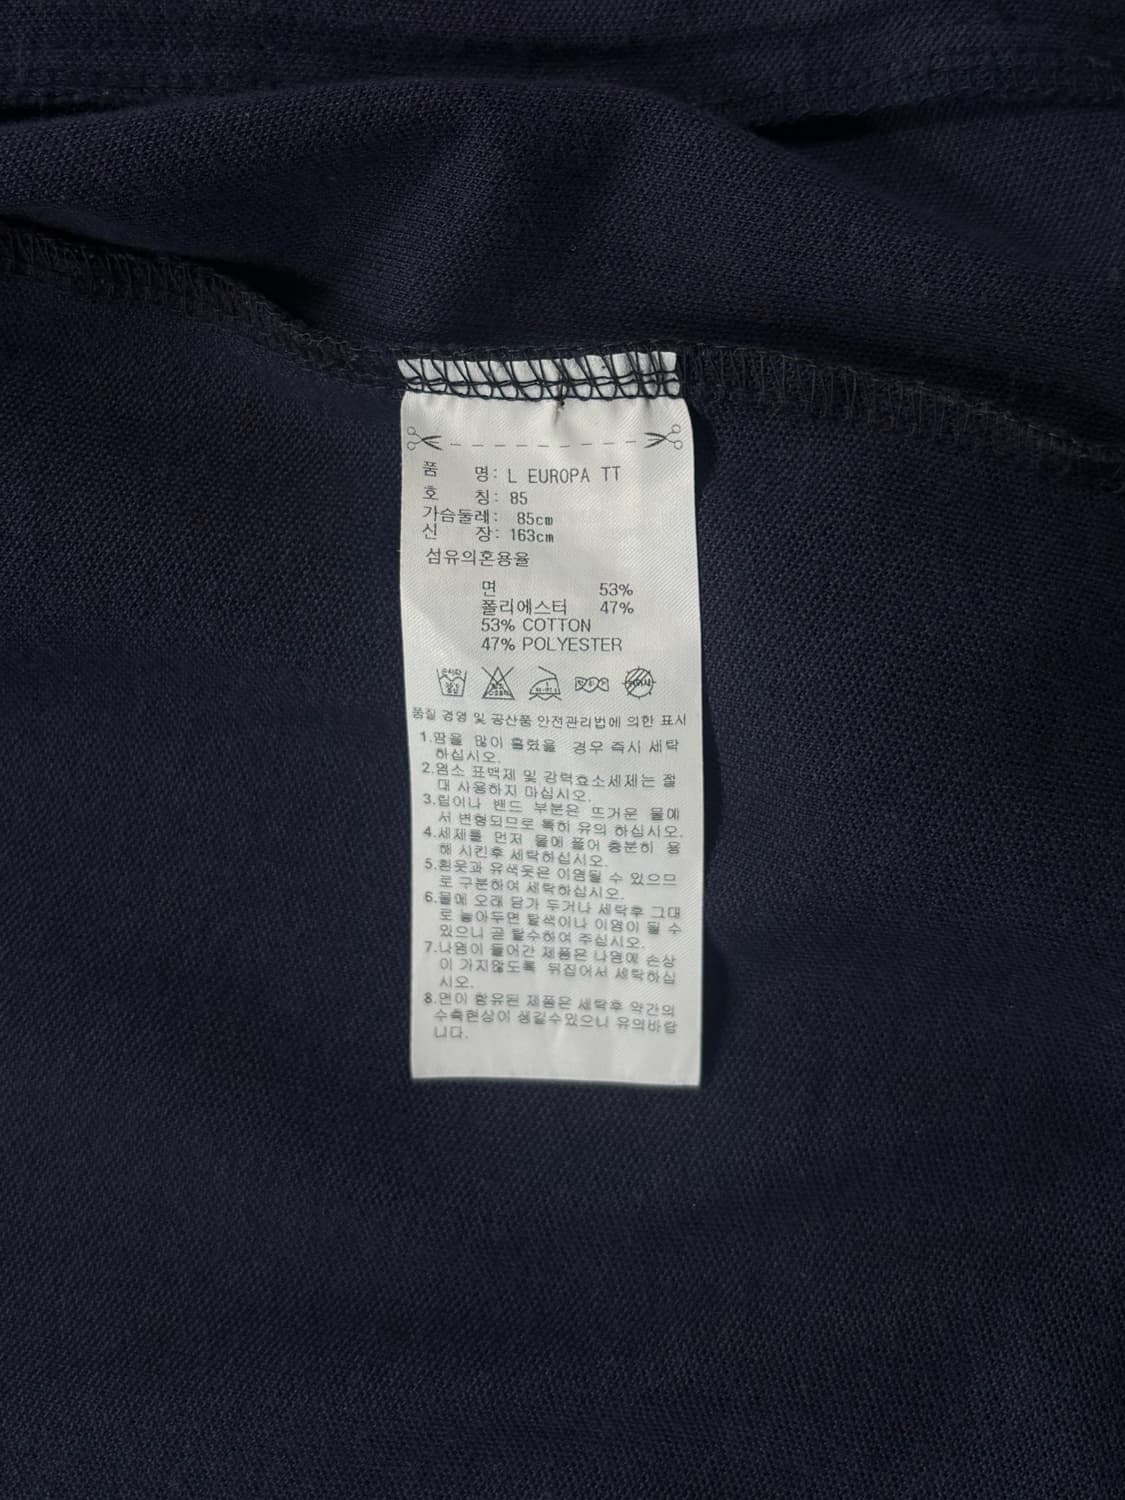 품 명: L EUROPA TT
호 칭: 85
가슴둘레: 85cm
신 장: 163cm
섬유의혼용율
면 53%
폴리에스터 47%
53% COTTON
47% POLYESTER
품질 경영 및 공산품 안전관리법에 의한 표시
1.땀을 많이 흘렸을 경우 즉시 세탁
하십시오.
2.염소 표백제 및 강력효소세제는 절
대 사용하지 마십시오.
3.립이나 밴드 부분은 뜨거운 물에
서 변형되므로 특히 유의 하십시오.
4.세제를 먼저 물에 풀어 충분히 용
해 시킨후 세탁하십시오.
5.흰옷과 유색옷은 이염될 수 있으므
로 구분하여 세탁하십시오.
6.물에 오래 담가 두거나 세탁후 그대
로 놓아두면 탈색이나 이염이 될 수
있으니 곧 탈수하여 주십시오.
7.나염이 들어간 제품은 나염에 손상
이 가지않도록 뒤집어서 세탁하십
시오.
8.면이 함유된 제품은 세탁후 약간의
수축현상이 생길수있으니 유의바랍
니다.